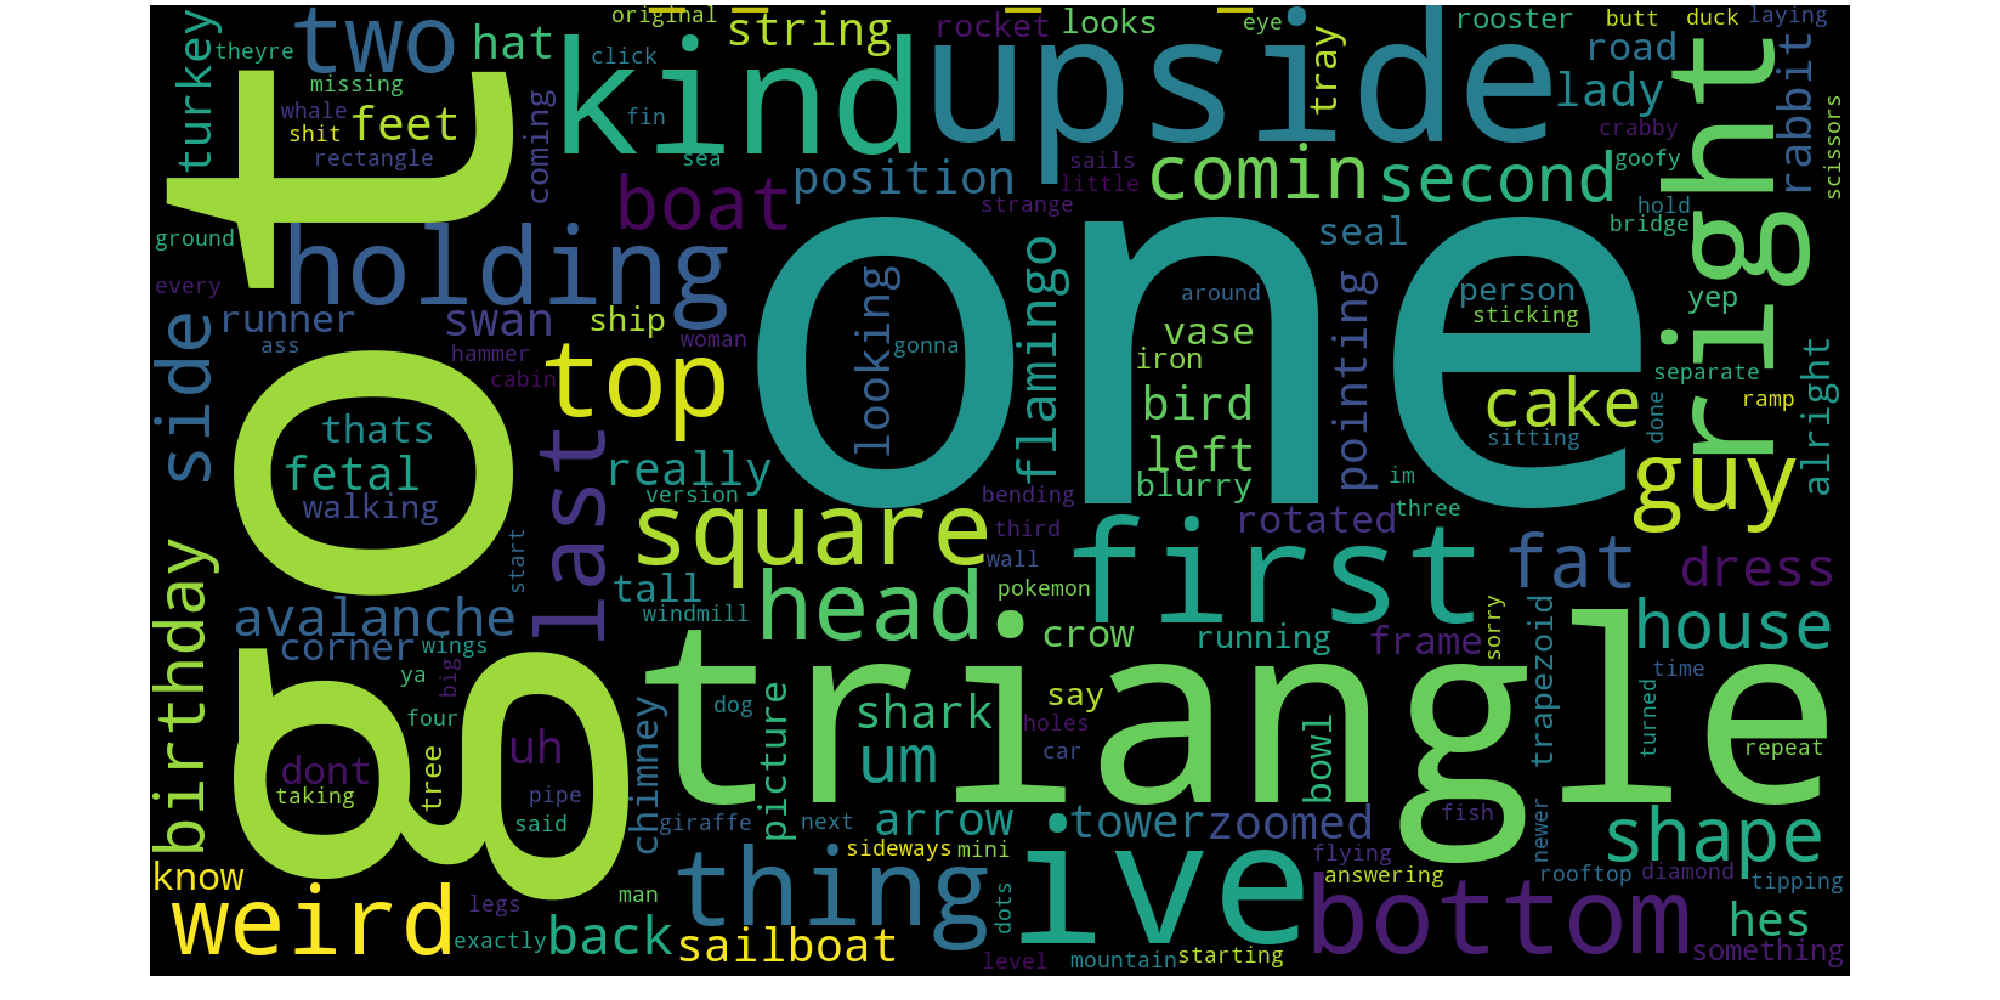 original
two
hat
string
rocket
looks
eye
rooster
butt
duck
laying
theyre
turkey
click
kind
upside
tray
road
right
rabbit
missing
lady
whale
feet
shit
fin
coming
crabby
scissors
rectangle
sea
boat
position
sails
little
comin
second
goofy
strange
hold
bridge
ground
got
holding
one
seal
every
looking
flamingo
around
pointing
person
yep
runner
swan
ship
sticking
ass
hammer
woman
gonna
vase
side
cabin
top
iron
separate
alright
bird
cake
ramp
thats
last
left
sitting
done
fetal
really
blurry
im
guy
walking
version
bending
three
square
third
first
rotated
start
wall
fat
dress
birthday
tall
pokemon
avalanche
windmill
head
crow
running
frame
sorry
trapezoid
house
corner
wings
triangle
time
ya
big
say
four
dog
picture
shark
holes
turned
uh
um
car
bowl
repeat
dont
tree
taking
pipe
chimney
said
giraffe
next
arrow
ive
tower
zoomed
fish
newer
shape
know
thing
sideways
mini
flying
answering
rooftop
diamond
tipping
weird
legs
man
dots
bottom
hes
exactly
back
sailboat
level
mountain
starting
something